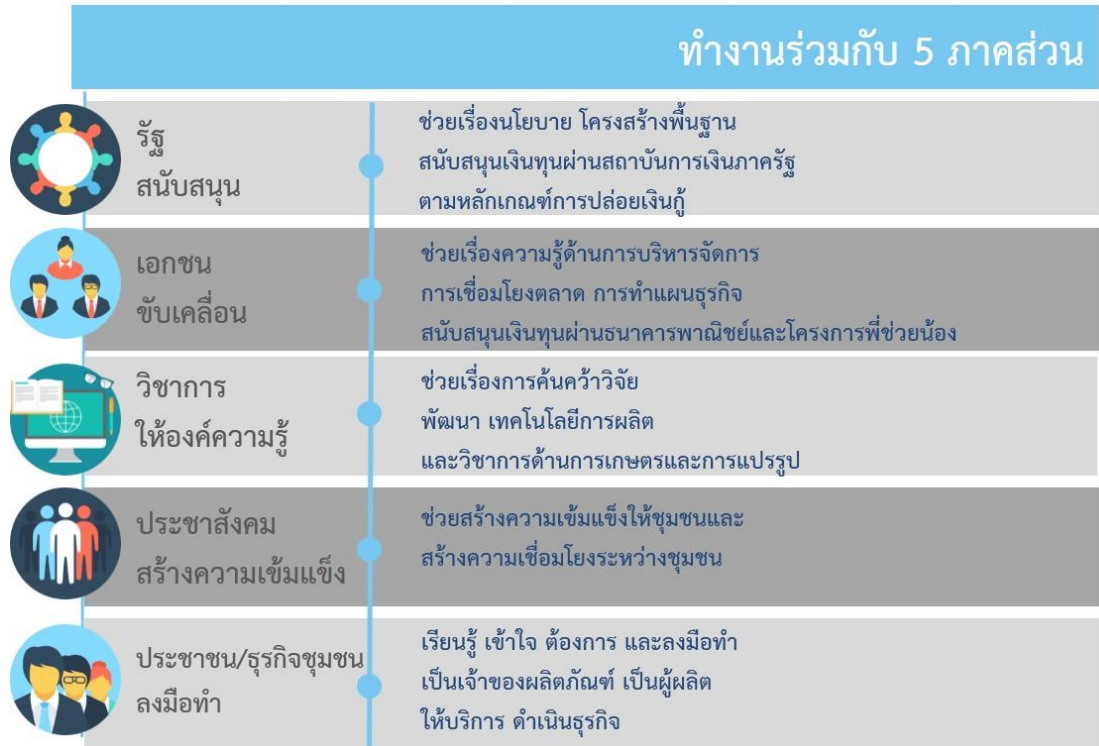 ทำงานร่วมกับ 5 ภาคส่วน
รัฐ
สนับสนุน
ช่วยเรื่องนโยบาย โครงสร้างพื้นฐาน
สนับสนุนเงินทุนผ่านสถาบันการเงินภาครัฐ
ตามหลักเกณฑ์การปล่อยเงินกู้
เอกชน
ขับเคลื่อน
ช่วยเรื่องความรู้ด้านการบริหารจัดการ
การเชื่อมโยงตลาด การทำแผนธุรกิจ
สนับสนุนเงินทุนผ่านธนาคารพาณิชย์และโครงการพี่ช่วยน้อง
วิชาการ
ให้องค์ความรู้
ช่วยเรื่องการค้นคว้าวิจัย
พัฒนา เทคโนโลยีการผลิต
และวิชาการด้านการเกษตรและการแปรรูป
ประชาสังคม
สร้างความเข้มแข็ง
ช่วยสร้างความเข้มแข็งให้ชุมชนและ
สร้างความเชื่อมโยงระหว่างชุมชน
ประชาชน/ธุรกิจชุมชน
ลงมือทำ
เรียนรู้ เข้าใจ ต้องการ และลงมือทำ
เป็นเจ้าของผลิตภัณฑ์ เป็นผู้ผลิต
ให้บริการ ดำเนินธุรกิจ